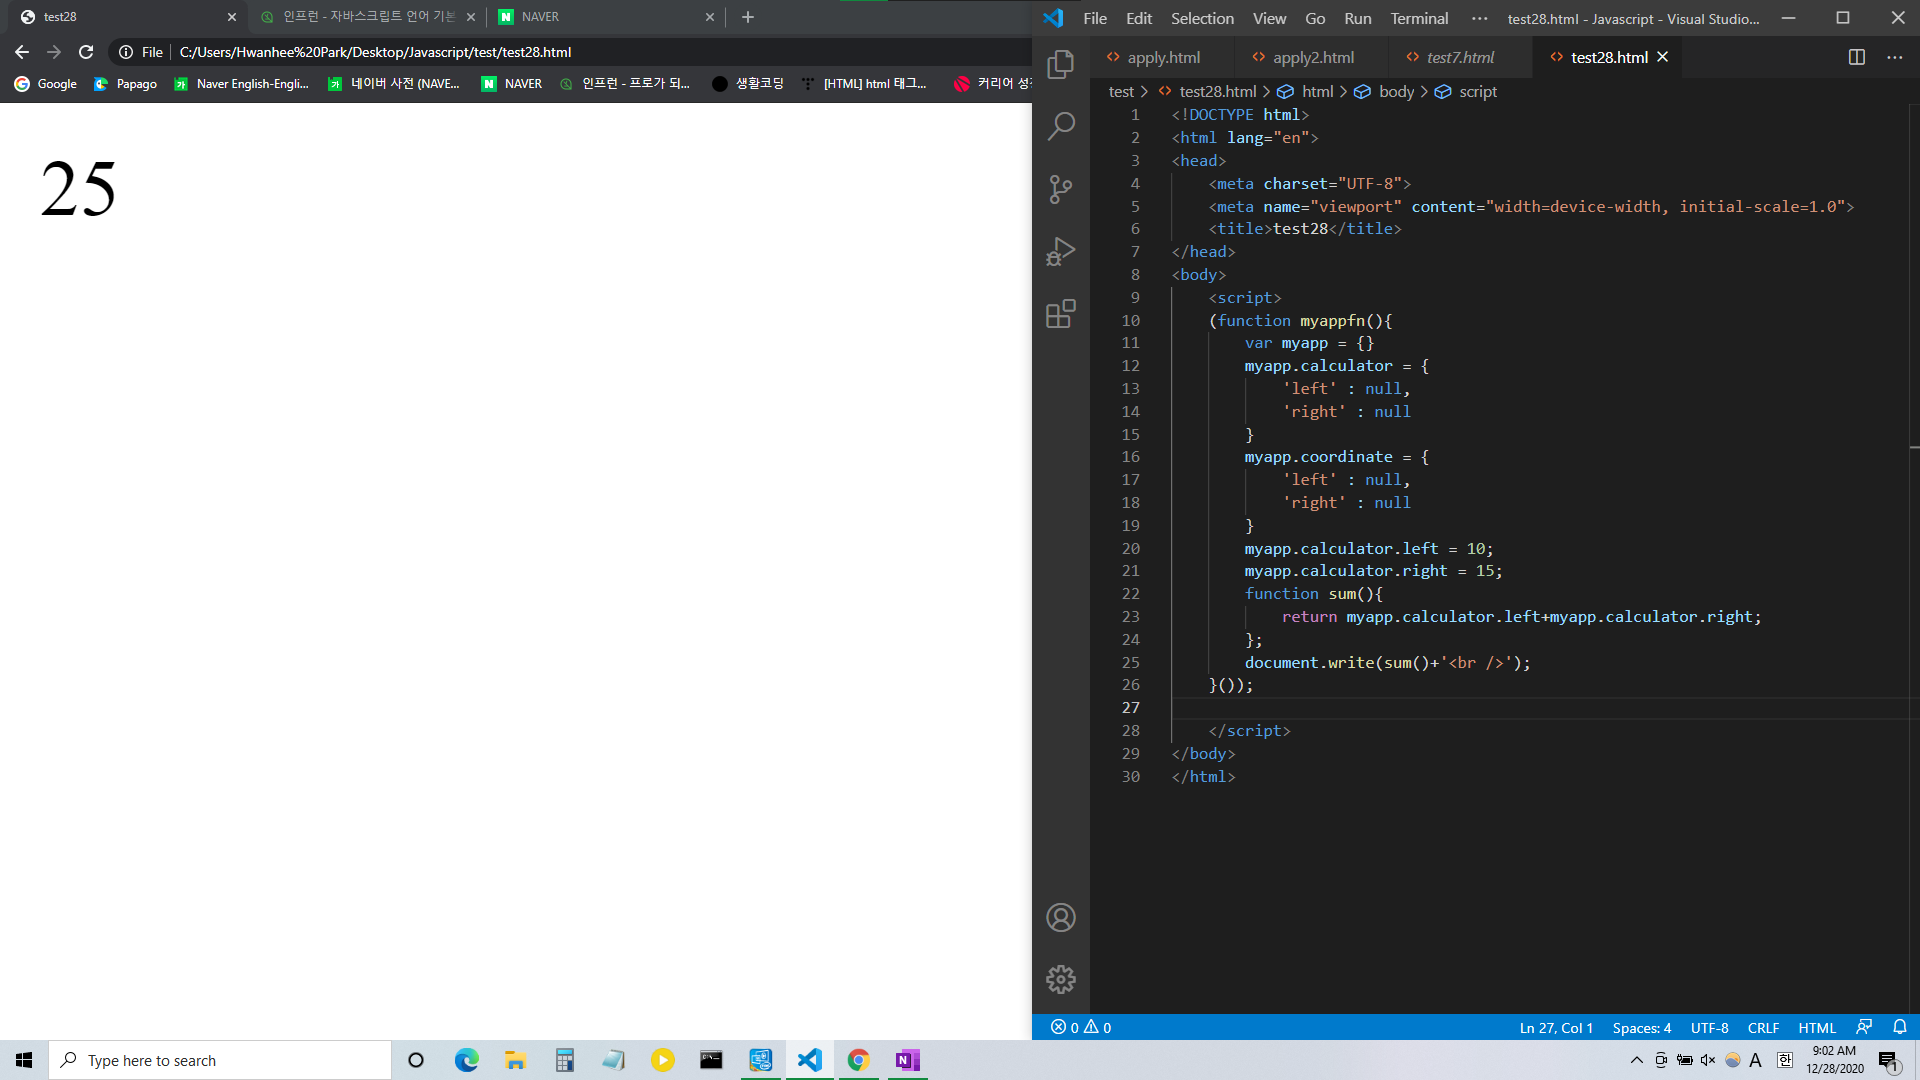 test28
인프런 - 자바스크립트 언어 기본
NAVER
File
C:/Users/Hwanhee%20Park/Desktop/Javascript/test/test28.html
Google
Papago
Naver English-Engli...
네이버 사전 (NAVE...
NAVER
인프런 - 프로가 되...
생활코딩
[HTML] html 태그...
커리어 성장
25
File Edit Selection View Go Run Terminal ···
test28.html - Javascript - Visual Studio...
apply.html
apply2.html
test7.html
test28.html
test > test28.html > html > body > script
1 <!DOCTYPE html>
2 <html lang="en">
3 <head>
4 <meta charset="UTF-8">
5 <meta name="viewport" content="width=device-width, initial-scale=1.0">
6 <title>test28</title>
7 </head>
8 <body>
9 <script>
10 (function myappfn(){
11 var myapp = {}
12 myapp.calculator = {
13 'left' : null,
14 'right' : null
15 }
16 myapp.coordinate = {
17 'left' : null,
18 'right' : null
19 }
20 myapp.calculator.left = 10;
21 myapp.calculator.right = 15;
22 function sum(){
23 return myapp.calculator.left+myapp.calculator.right;
24 };
25 document.write(sum()+'<br />');
26 }());
27
28 </script>
29 </body>
30 </html>
0 0
Ln 27, Col 1 Spaces: 4 UTF-8 CRLF HTML
Type here to search
A 한
9:02 AM
12/28/2020
1